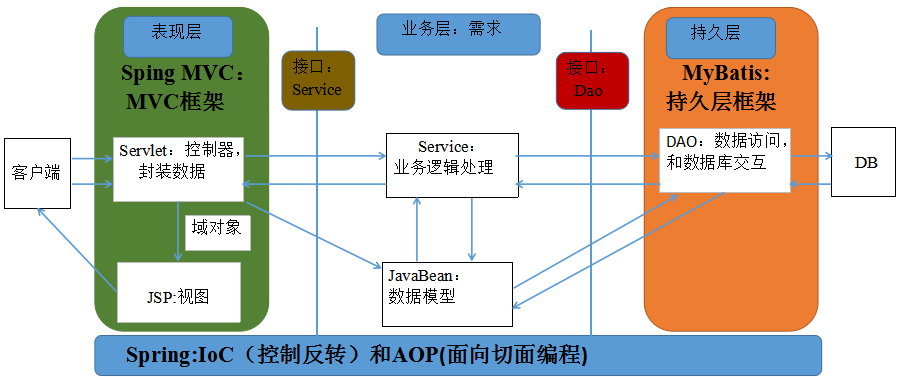 表现层
业务层：需求
持久层
Sping MVC：
MVC框架
接口：
Service
接口：
Dao
MyBatis:
持久层框架
客户端
Servlet：控制器，
封装数据
Service：
业务逻辑处理
DAO：数据访问，
和数据库交互
DB
域对象
JSP:视图
JavaBean：
数据模型
Spring:IoC（控制反转）和AOP(面向切面编程)